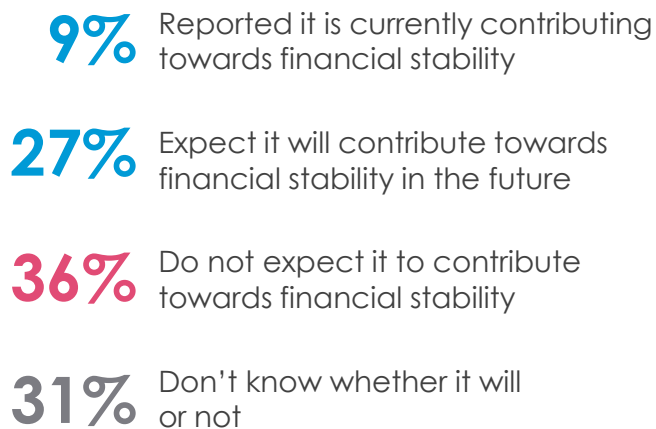 9% Reported it is currently contributing
towards financial stability
27% Expect it will contribute towards
financial stability in the future
36% Do not expect it to contribute
towards financial stability
31% Don't know whether it will
or not